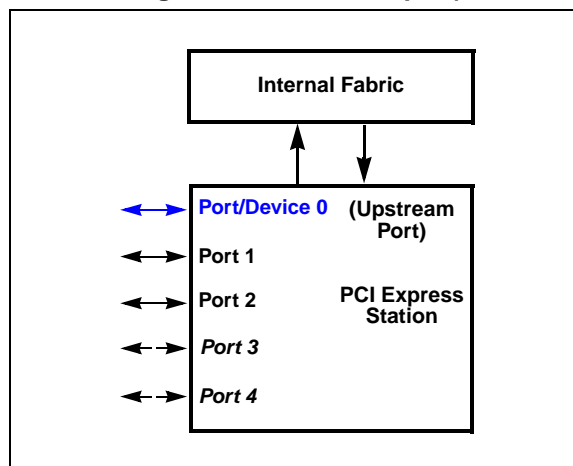 Internal Fabric
Port/Device 0 (Upstream
Port)
Port 1
Port 2 PCI Express
Station
Port 3
Port 4